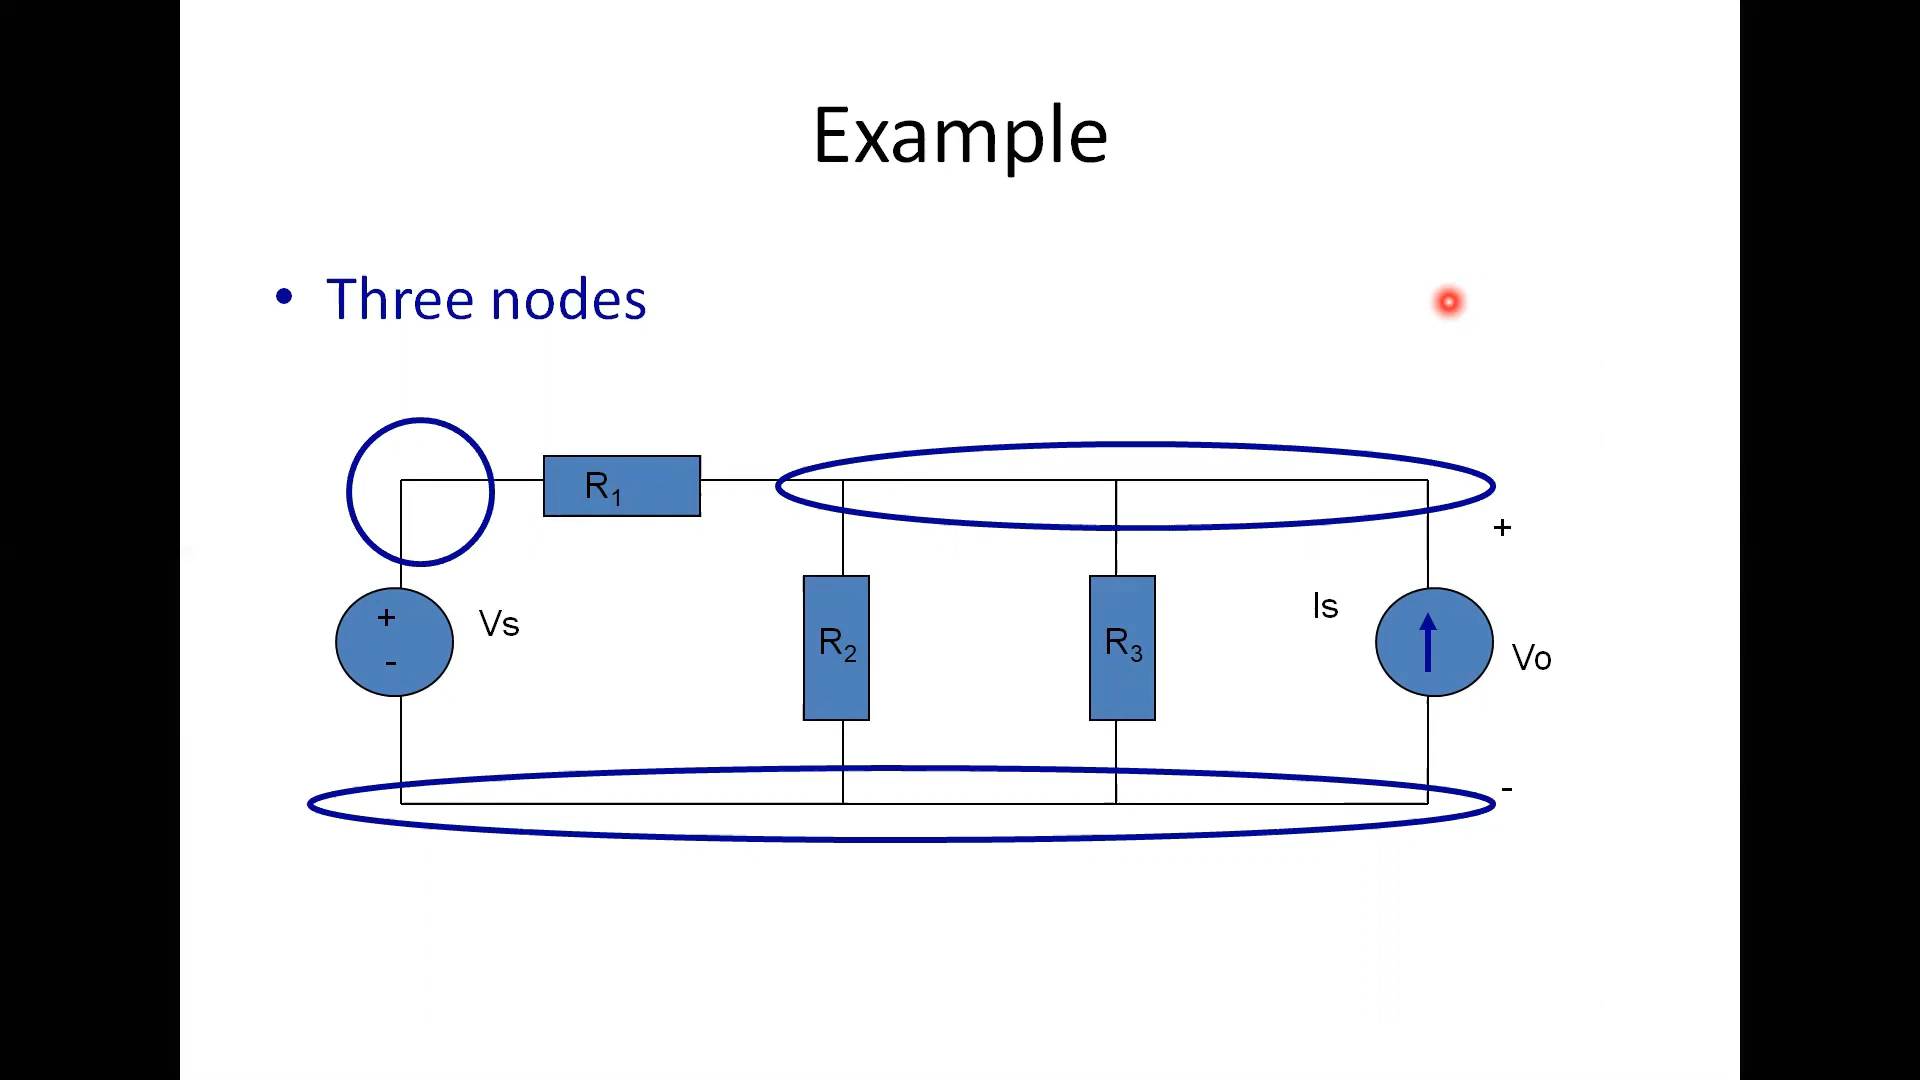 Example
• Three nodes
R1
+
+
-
Vs
R2
R3
Is
Vo
-